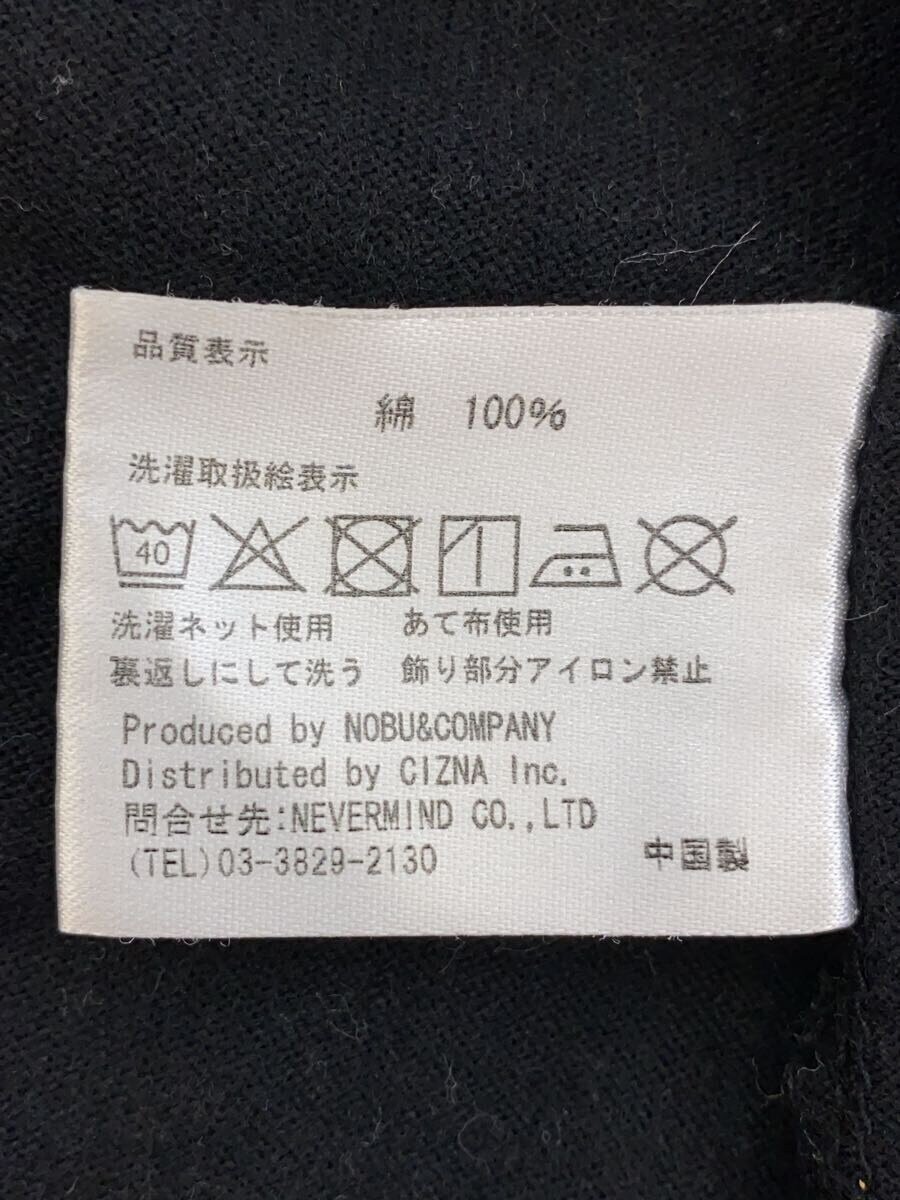 品質表示
綿 100%
洗濯取扱絵表示
40
洗濯ネット使用 あて布使用
裏返しにして洗う 飾り部分アイロン禁止
Produced by NOBU&COMPANY
Distributed by CIZNA Inc.
問合せ先:NEVERMIND CO.,LTD
(TEL)03-3829-2130 中国製